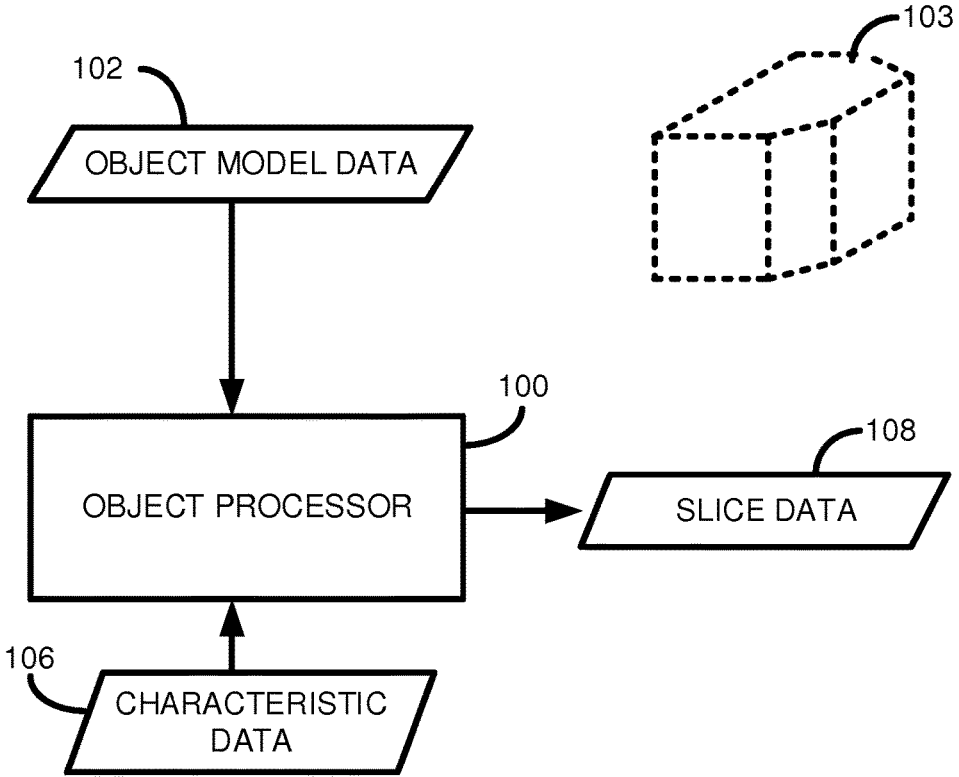 103
102
OBJECT MODEL DATA
100
OBJECT PROCESSOR
108
SLICE DATA
106
CHARACTERISTIC
DATA